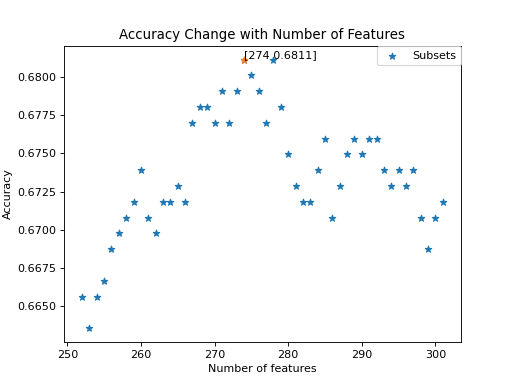 Accuracy Change with Number of Features
[274,0.6811]
Subsets
0.6800
0.6775
0.6750
0.6725
0.6700
0.6675
0.6650
Accuracy
250 260 270 280 290 300
Number of features